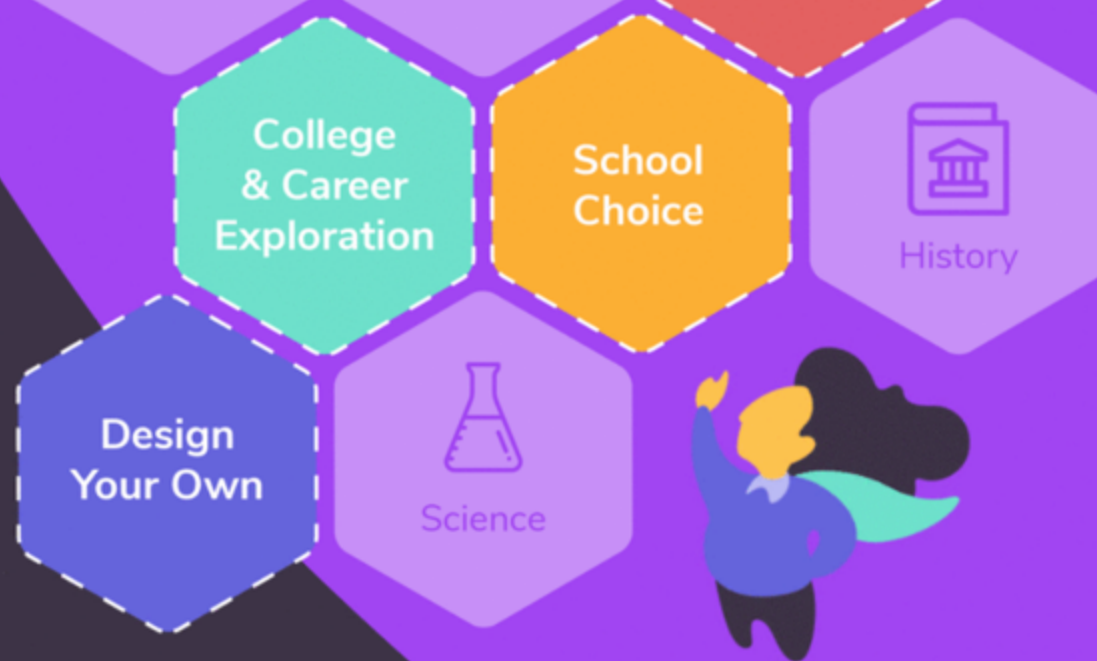 College
& Career
Exploration
School
Choice
History
Design
Your Own
Science